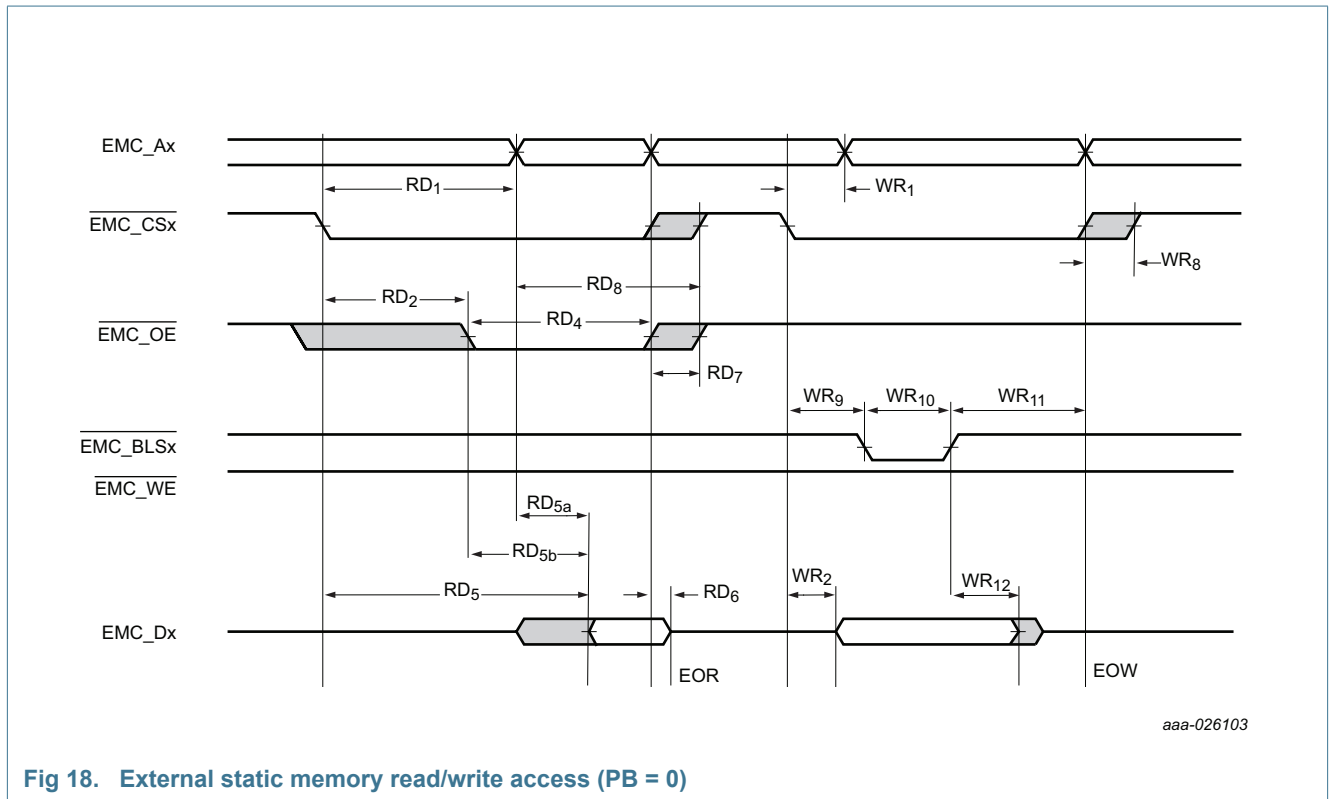 EMC_Ax
RD1
WR1
EMC_CSx
WR8
RD8
RD2
RD4
EMC_OE
RD7
WR9
WR10
WR11
EMC_BLSx
EMC_WE
RD5a
RD5b
WR2
WR12
RD5
RD6
EMC_Dx
EOR
EOW
aaa-026103
Fig 18. External static memory read/write access (PB = 0)